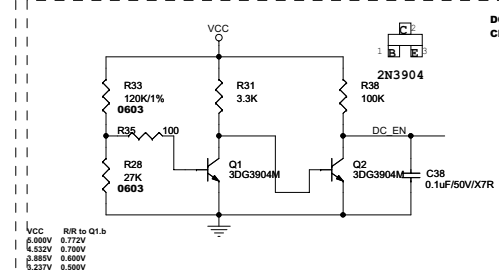 VCC
C 2
1 B E 3
2N3904
R33
120K/1%
0603
R31
3.3K
R38
100K
R35 100
DC_EN
R28
27K
0603
Q1
3DG3904M
Q2
3DG3904M
C38
0.1uF/50V/X7R
VCC R/R to Q1.b
5.000V 0.772V
4.532V 0.700V
3.885V 0.600V
3.237V 0.500V